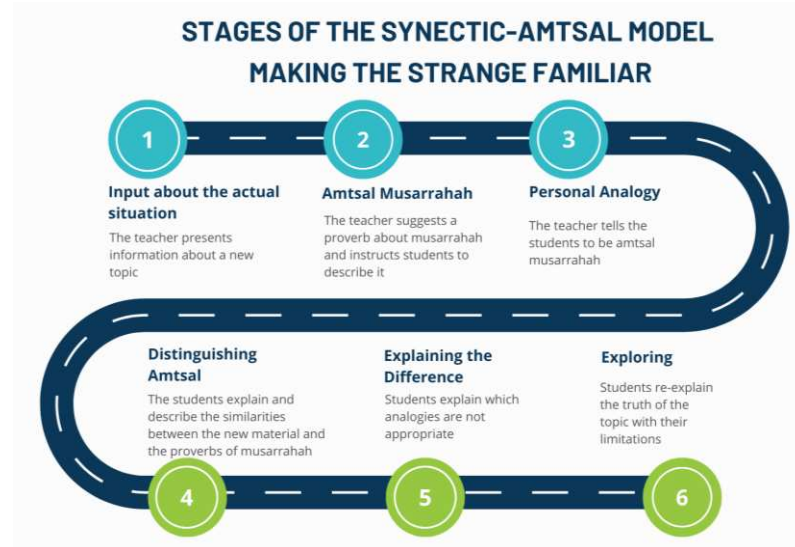 STAGES OF THE SYNECTIC-AMTSAL MODEL
MAKING THE STRANGE FAMILIAR
1
Input about the actual
situation
The teacher presents
information about a new
topic
2
Amtsal Musarrahah
The teacher suggests a
proverb about musarrahah
and instructs students to
describe it
3
Personal Analogy
The teacher tells the
students to be amtsal
musarrahah
Distinguishing
Amtsal
The students explain and
describe the similarities
between the new material and
the proverbs of musarrahah
4
Explaining the
Difference
Students explain which
analogies are not
appropriate
5
Exploring
Students re-explain
the truth of the
topic with their
limitations
6